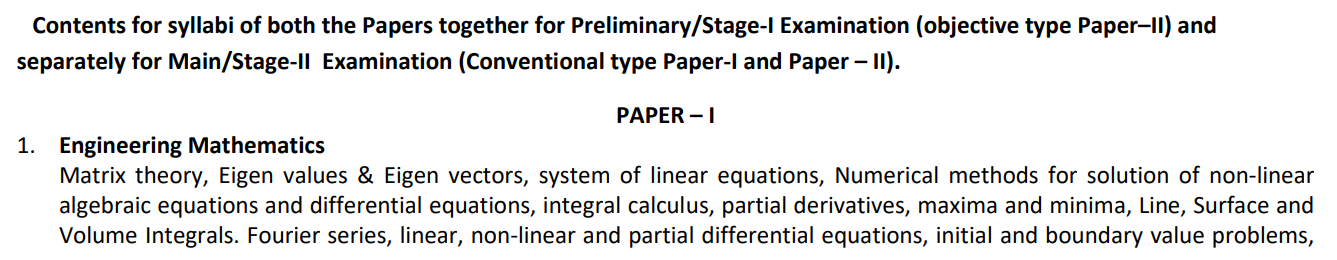 Contents for syllabi of both the Papers together for Preliminary/Stage-I Examination (objective type Paper–II) and
separately for Main/Stage-II Examination (Conventional type Paper-I and Paper – II).
PAPER – I
1. Engineering Mathematics
Matrix theory, Eigen values & Eigen vectors, system of linear equations, Numerical methods for solution of non-linear
algebraic equations and differential equations, integral calculus, partial derivatives, maxima and minima, Line, Surface and
Volume Integrals. Fourier series, linear, non-linear and partial differential equations, initial and boundary value problems,